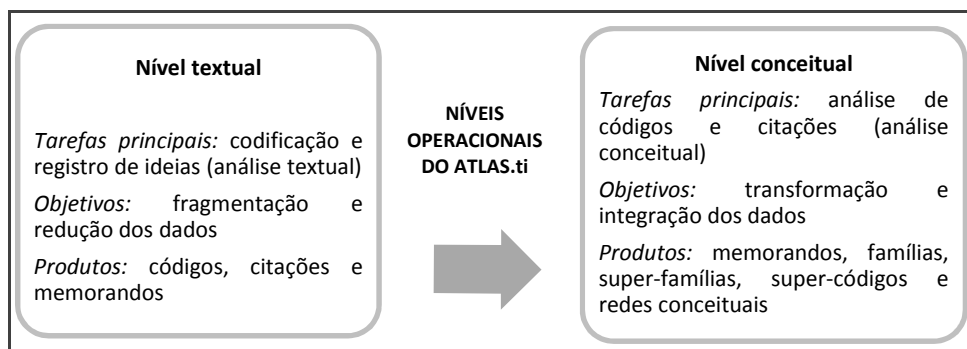 Nível textual
Tarefas principais: codificação e
registro de ideias (análise textual)
Objetivos: fragmentação e
redução dos dados
Produtos: códigos, citações e
memorandos
NÍVEIS
OPERACIONAIS
DO ATLAS.ti
Nível conceitual
Tarefas principais: análise de
códigos e citações (análise
conceitual)
Objetivos: transformação e
integração dos dados
Produtos: memorandos, famílias,
super-famílias, super-códigos e
redes conceituais